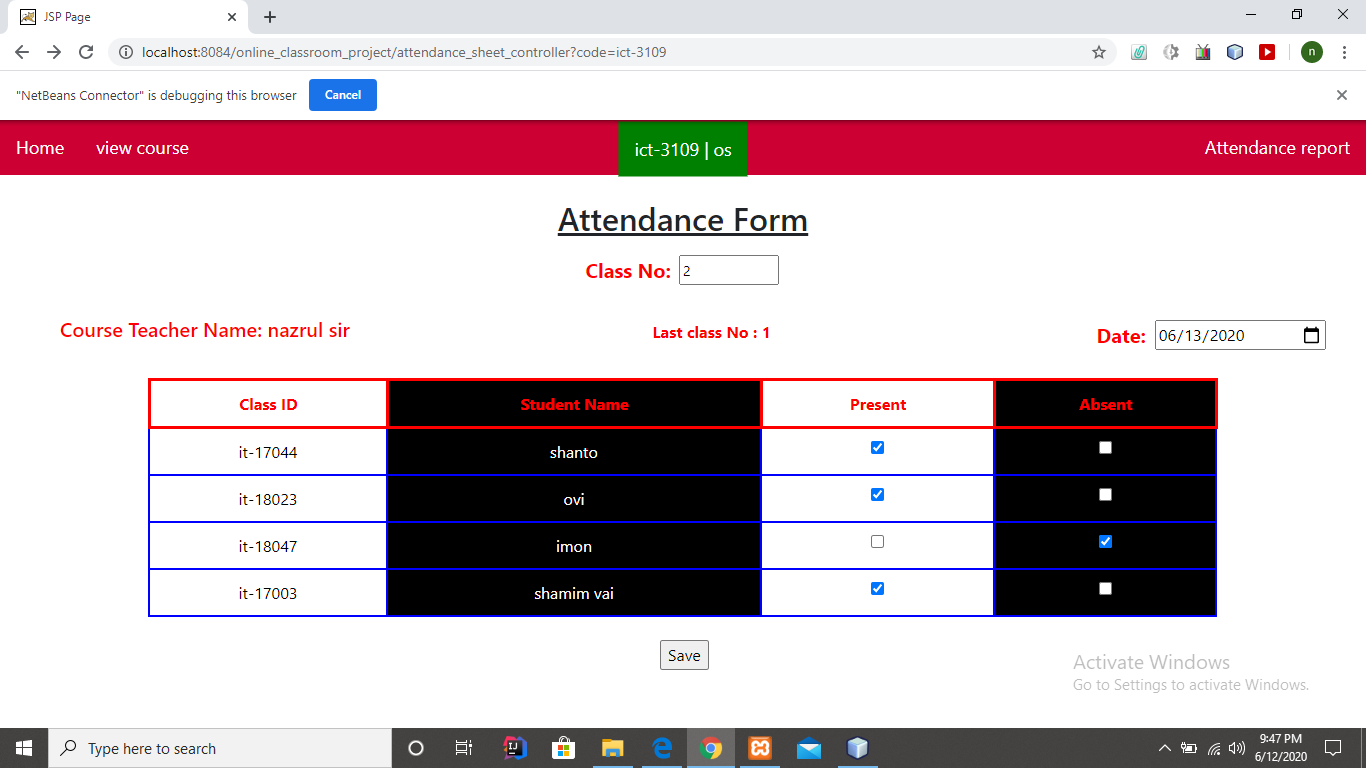 JSP Page
localhost:8084/online_classroom_project/attendance_sheet_controller?code=ict-3109
n
"NetBeans Connector" is debugging this browser Cancel
Home view course ict-3109 | os Attendance report
Attendance Form
Class No: 2
Course Teacher Name: nazrul sir Last class No : 1 Date: 06/13/2020
Class ID Student Name Present Absent
it-17044 shanto
it-18023 ovi
it-18047 imon
it-17003 shamim vai
Save
Activate Windows
Go to Settings to activate Windows.
Type here to search
9:47 PM
6/12/2020